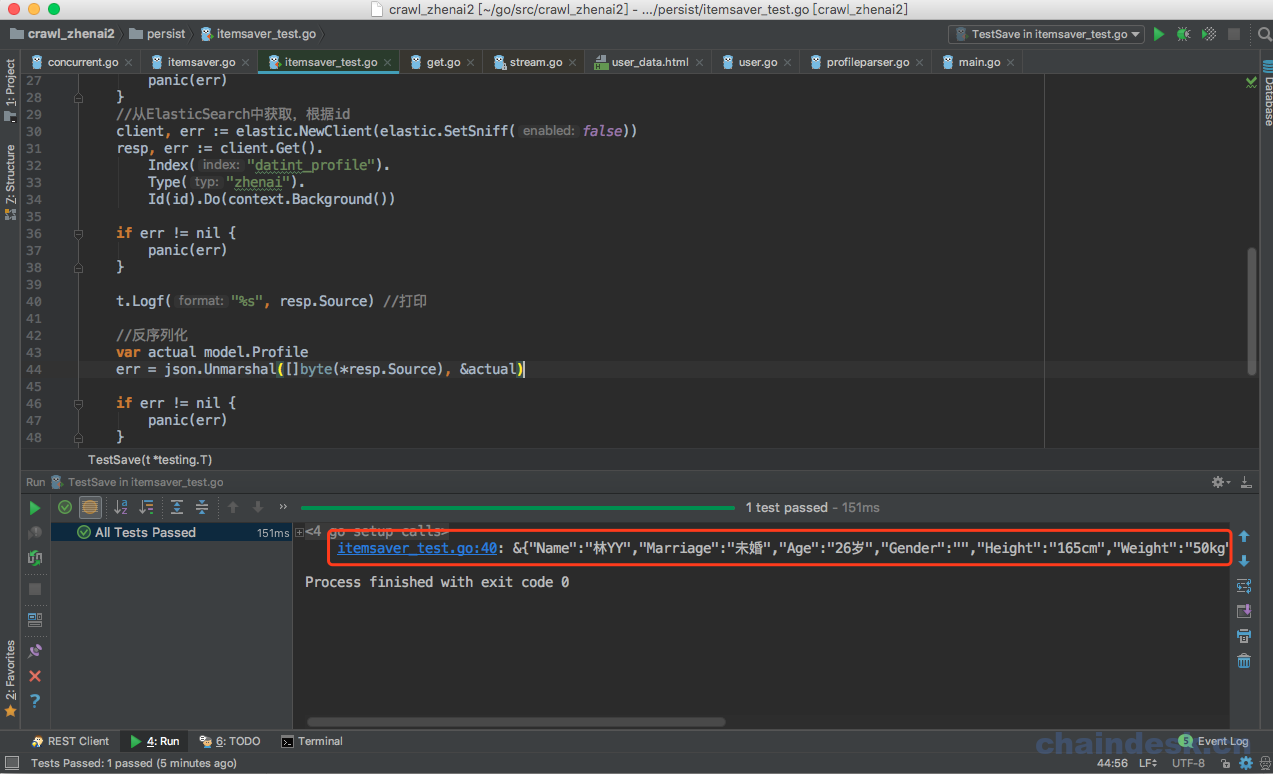 crawl_zhenai2 [~/go/src/crawl_zhenai2] - .../persist/itemsaver_test.go [crawl_zhenai2]
crawl_zhenai2 persist itemsaver_test.go TestSave in itemsaver_test.go
concurrent.go itemsaver.go itemsaver_test.go get.go stream.go user_data.html user.go profileparser.go main.go
1: Project
7: Structure
2: Favorites
Database
27 panic(err)
28 }
29 //从ElasticSearch中获取，根据id
30 client, err := elastic.NewClient(elastic.SetSniff( enabled: false))
31 resp, err := client.Get().
32 Index( index: "datint_profile").
33 Type( typ: "zhenai").
34 Id(id).Do(context.Background())
35
36 if err != nil {
37 panic(err)
38 }
39
40 t.Logf( format: "%s", resp.Source) //打印
41
42 //反序列化
43 var actual model.Profile
44 err = json.Unmarshal([]byte(*resp.Source), &actual)
45
46 if err != nil {
47 panic(err)
48 }
TestSave(t *testing.T)
Run TestSave in itemsaver_test.go
1 test passed - 151ms
All Tests Passed 151ms
<4 go setup calls>
itemsaver_test.go:40: &{"Name":"林YY","Marriage":"未婚","Age":"26岁","Gender":"","Height":"165cm","Weight":"50kg"
Process finished with exit code 0
REST Client 4: Run 6: TODO Terminal 5 Event Log
chaindesk.cn
Tests Passed: 1 passed (5 minutes ago) 44:56 LF UTF-8